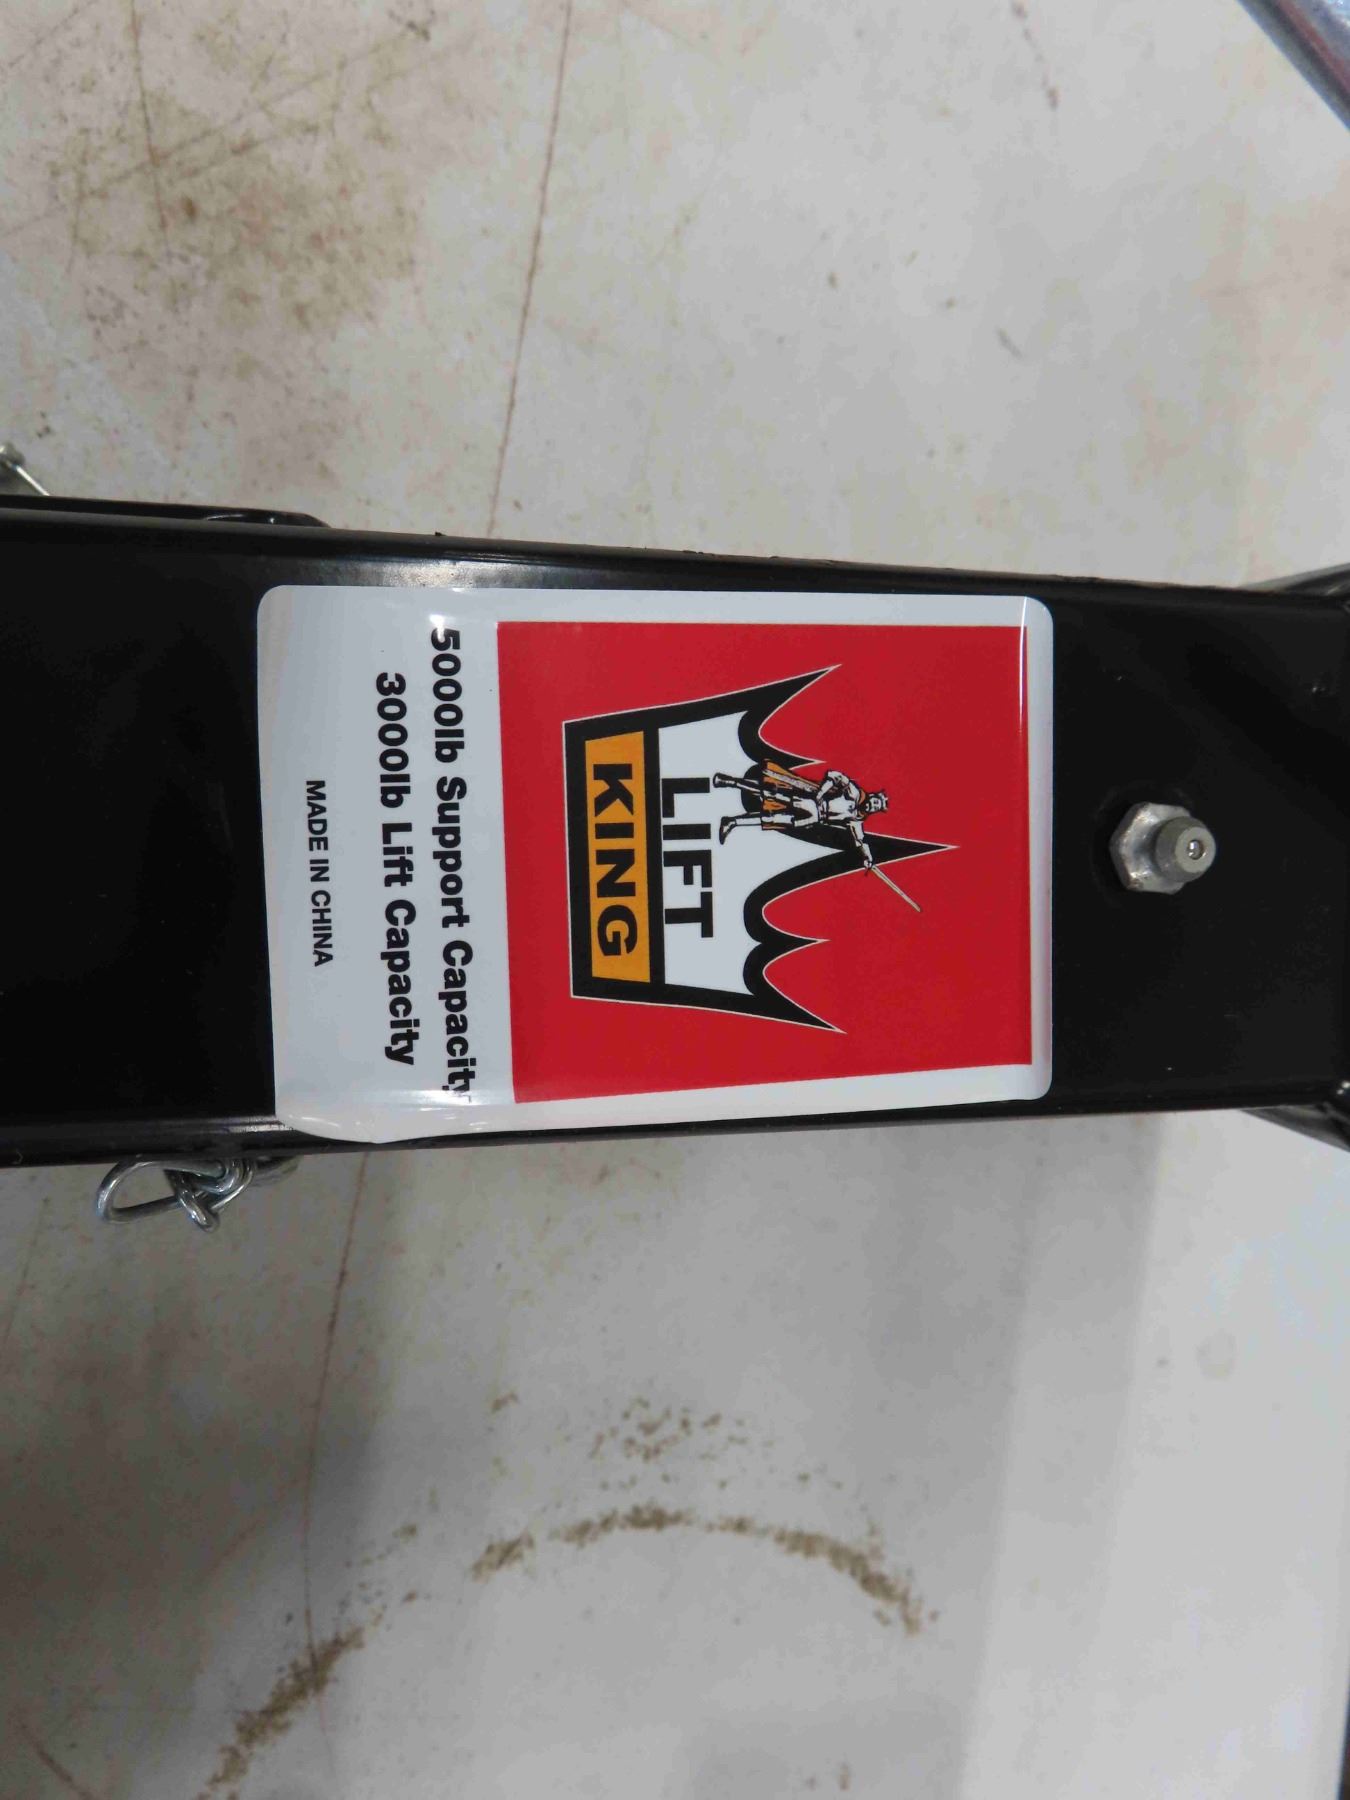 LIFT
KING
5000lb Support Capacity
3000lb Lift Capacity
MADE IN CHINA